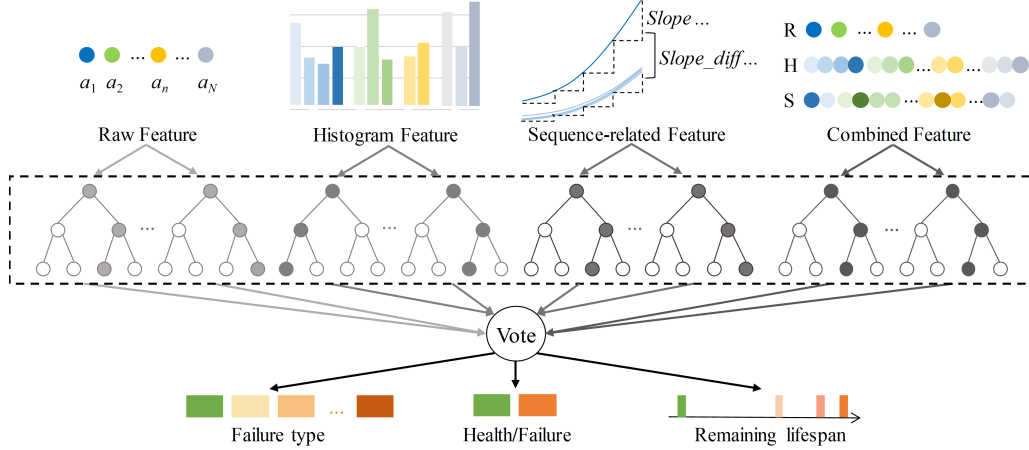 Slope...
Slope_diff...
R ... ...
H ... ...
S ... ...
... ...
a1 a2 an aN
Raw Feature
Histogram Feature
Sequence-related Feature
Combined Feature
... ... ... ...
Vote
...
Failure type
Health/Failure
Remaining lifespan